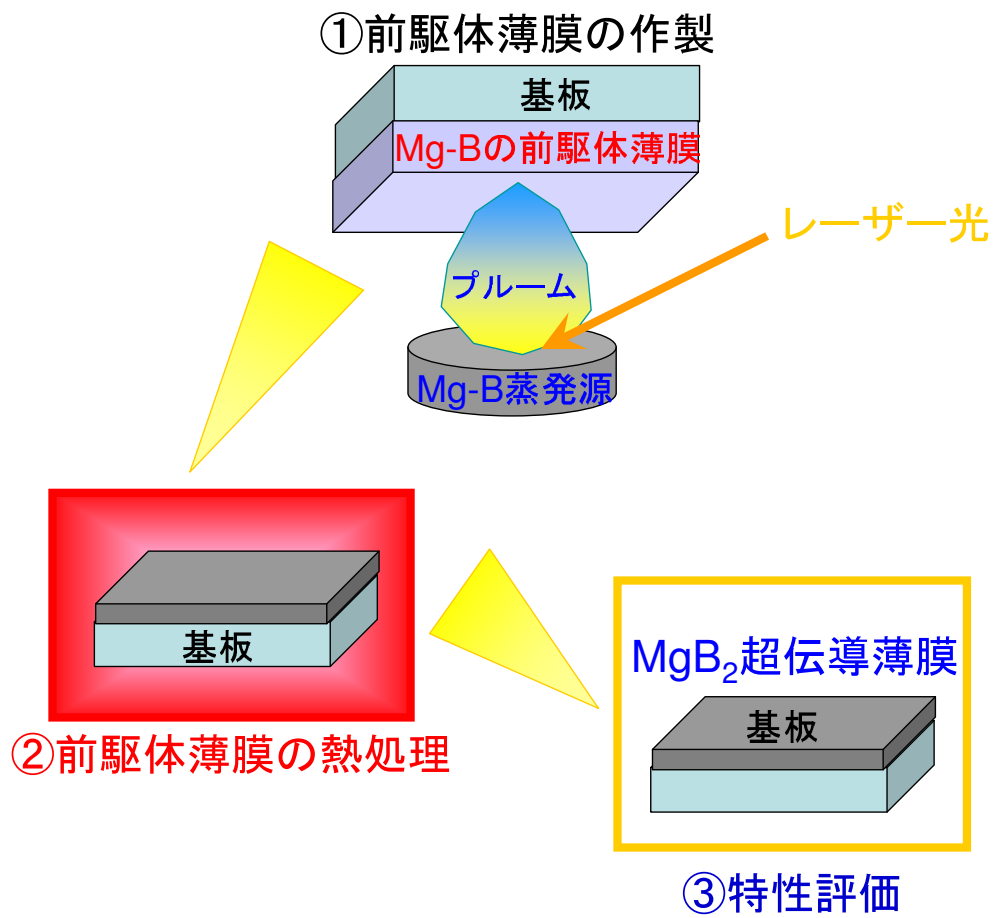 ①前駆体薄膜の作製
基板
Mg-Bの前駆体薄膜
レーザー光
プルーム
Mg-B蒸発源
基板
②前駆体薄膜の熱処理
MgB₂超伝導薄膜
基板
③特性評価